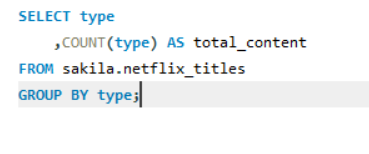 SELECT type
,COUNT(type) AS total_content
FROM sakila.netflix_titles
GROUP BY type;